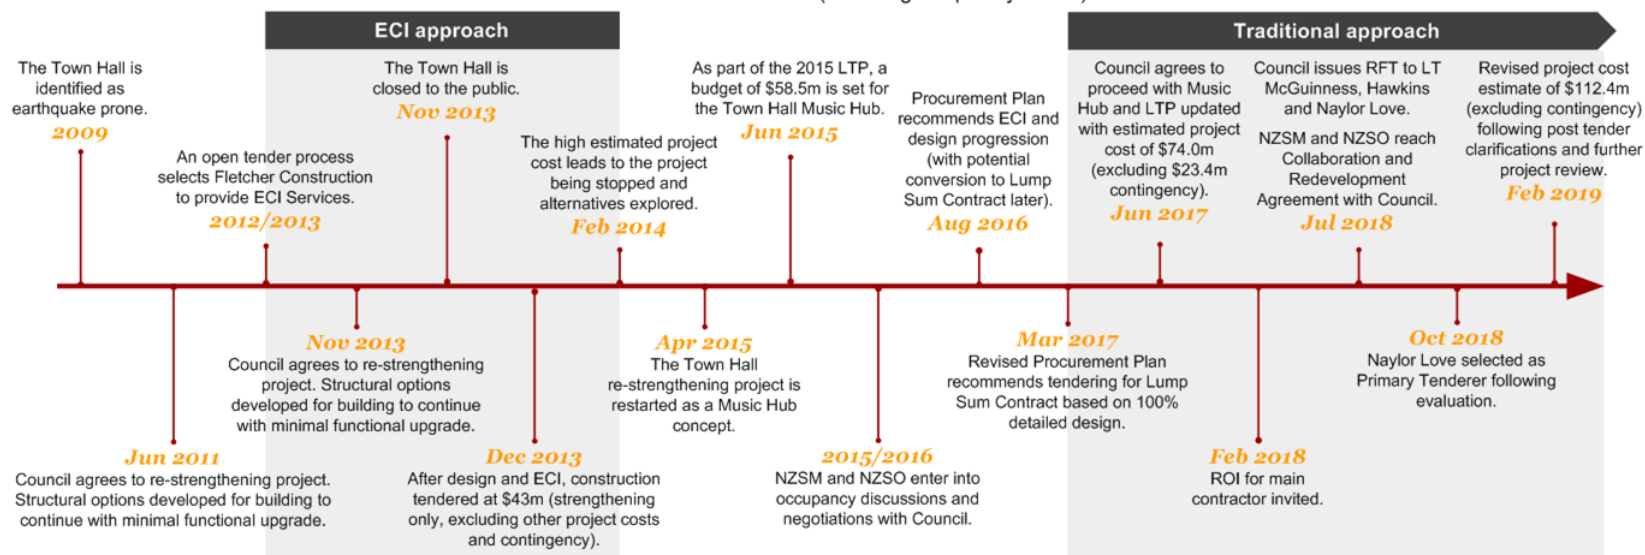 ECI approach
Traditional approach
The Town Hall is
identified as
earthquake prone.
2009
An open tender process
selects Fletcher Construction
to provide ECI Services.
2012/2013
The Town Hall is
closed to the public.
Nov 2013
The high estimated project
cost leads to the project
being stopped and
alternatives explored.
Feb 2014
As part of the 2015 LTP, a
budget of $58.5m is set for
the Town Hall Music Hub.
Jun 2015
Procurement Plan
recommends ECI and
design progression
(with potential
conversion to Lump
Sum Contract later).
Aug 2016
Council agrees to
proceed with Music
Hub and LTP updated
with estimated project
cost of $74.0m
(excluding $23.4m
contingency).
Jun 2017
Council issues RFT to LT
McGuinness, Hawkins
and Naylor Love.
NZSM and NZSO reach
Collaboration and
Redevelopment
Agreement with Council.
Jul 2018
Revised project cost
estimate of $112.4m
(excluding contingency)
following post tender
clarifications and further
project review.
Feb 2019
Jun 2011
Council agrees to re-strengthening project.
Structural options developed for building to
continue with minimal functional upgrade.
Nov 2013
Council agrees to re-strengthening
project. Structural options
developed for building to continue
with minimal functional upgrade.
Dec 2013
After design and ECI, construction
tendered at $43m (strengthening
only, excluding other project costs
and contingency).
Apr 2015
The Town Hall
re-strengthening project is
restarted as a Music Hub
concept.
2015/2016
NZSM and NZSO enter into
occupancy discussions and
negotiations with Council.
Mar 2017
Revised Procurement Plan
recommends tendering for Lump
Sum Contract based on 100%
detailed design.
Feb 2018
ROI for main
contractor invited.
Oct 2018
Naylor Love selected as
Primary Tenderer following
evaluation.